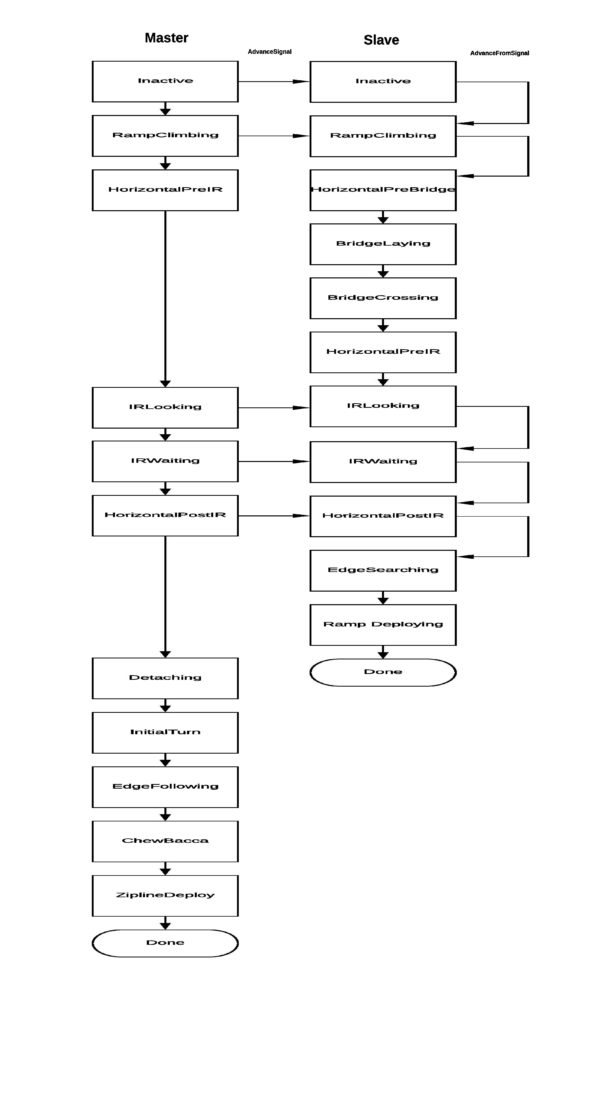 Master
Slave
AdvanceSignal
AdvanceFromSignal
Inactive
Inactive
RampClimbing
RampClimbing
HorizontalPreIR
HorizontalPreBridge
BridgeLaying
BridgeCrossing
HorizontalPreIR
IRLooking
IRLooking
IRWaiting
IRWaiting
HorizontalPostIR
HorizontalPostIR
EdgeSearching
Ramp Deploying
Detaching
Done
InitialTurn
EdgeFollowing
ChewBacca
ZiplineDeploy
Done